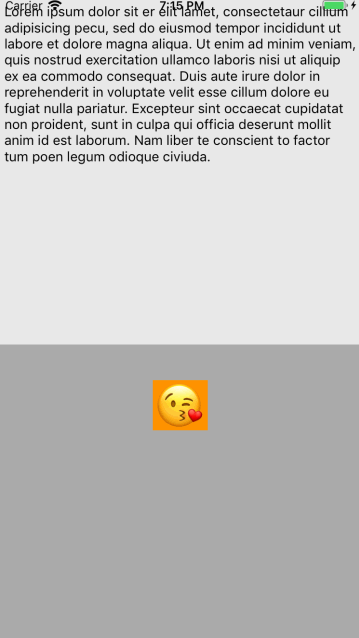 Carrier 7:15 PM
Lorem ipsum dolor sit er elit lamet, consectetaur cillium
adipisicing pecu, sed do eiusmod tempor incididunt ut
labore et dolore magna aliqua. Ut enim ad minim veniam,
quis nostrud exercitation ullamco laboris nisi ut aliquip
ex ea commodo consequat. Duis aute irure dolor in
reprehenderit in voluptate velit esse cillum dolore eu
fugiat nulla pariatur. Excepteur sint occaecat cupidatat
non proident, sunt in culpa qui officia deserunt mollit
anim id est laborum. Nam liber te conscient to factor
tum poen legum odioque civiuda.